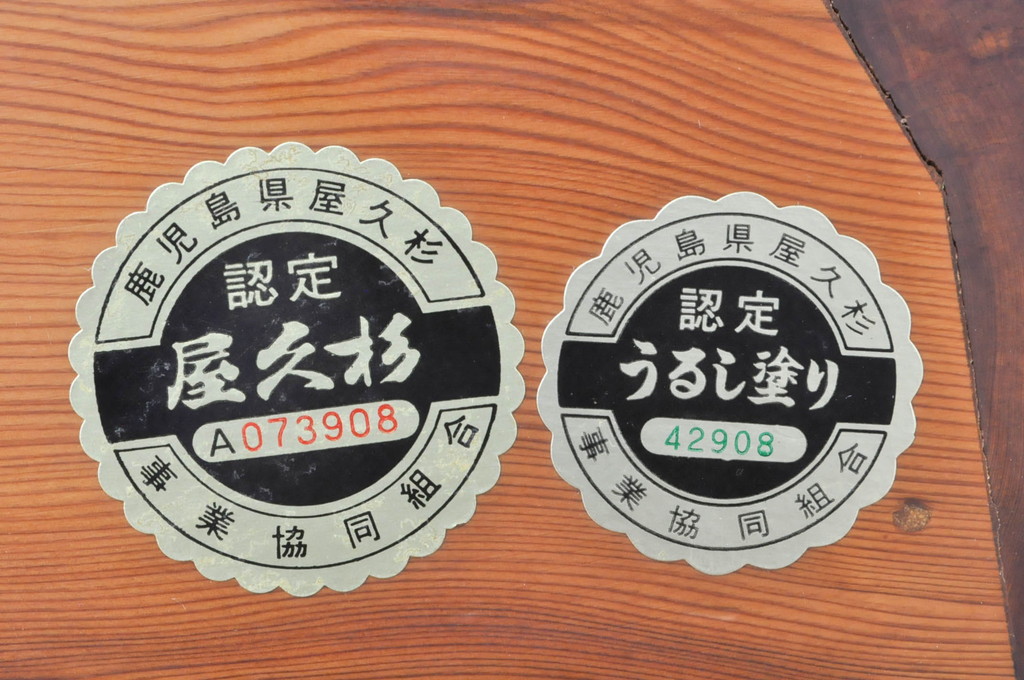 鹿児島県屋久杉
認定
屋久杉
A073908
事業協同組合
鹿児島県屋久杉
認定
うるし塗り
42908
事業協同組合